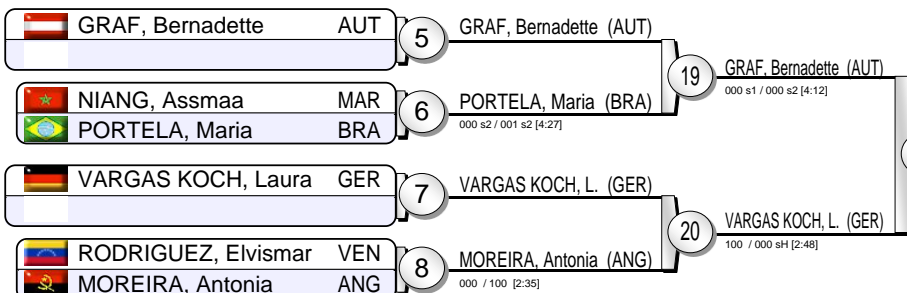 GRAF, Bernadette AUT
5
GRAF, Bernadette (AUT)
19
GRAF, Bernadette (AUT)
000 s1 / 000 s2 [4:12]
NIANG, Assmaa MAR
PORTELA, Maria BRA
6
PORTELA, Maria (BRA)
000 s2 / 001 s2 [4:27]
VARGAS KOCH, Laura GER
7
VARGAS KOCH, L. (GER)
20
VARGAS KOCH, L. (GER)
100 / 000 sH [2:48]
RODRIGUEZ, Elvismar VEN
MOREIRA, Antonia ANG
8
MOREIRA, Antonia (ANG)
000 / 100 [2:35]